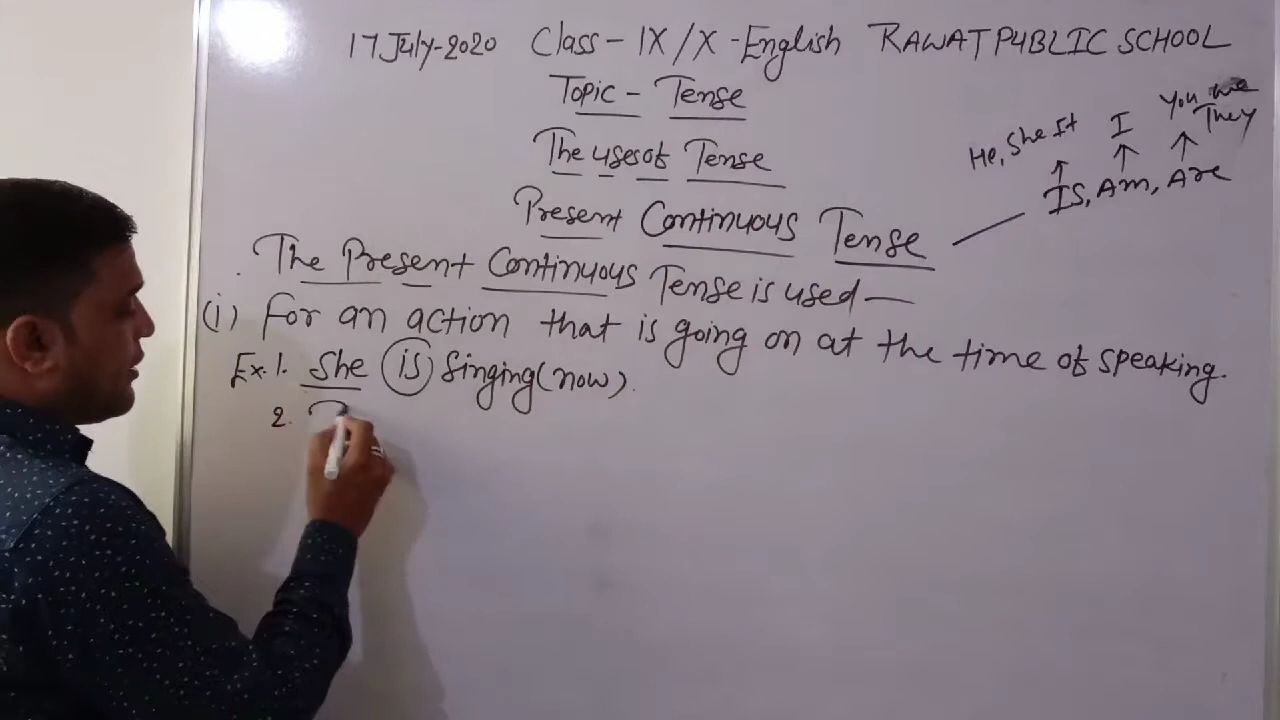 17 July-2020 Class - IX/X -English RAWAT PUBLIC SCHOOL
Topic - Tense
The uses of Tense
He, She It I You we They
Is, Am, Are
Present Continuous Tense
The Present Continuous Tense is used —
(i) For an action that is going on at the time of speaking.
Ex. 1. She is singing (now).
2.